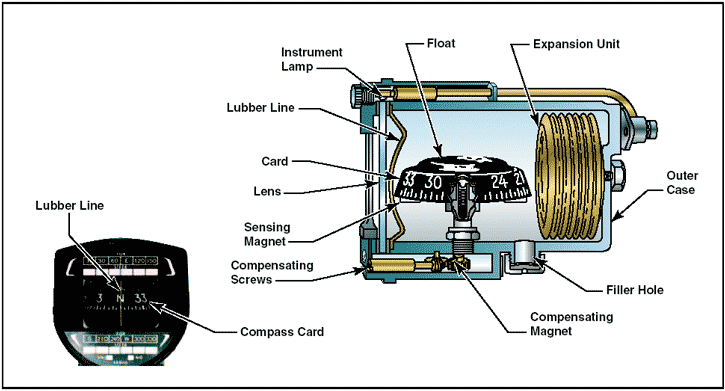 Instrument
Lamp
Float
Expansion Unit
Lubber Line
Card
Lens
Sensing
Magnet
Compensating
Screws
Outer
Case
Filler Hole
Compensating
Magnet
33 30 24 21
Lubber Line
Compass Card
3 N 33